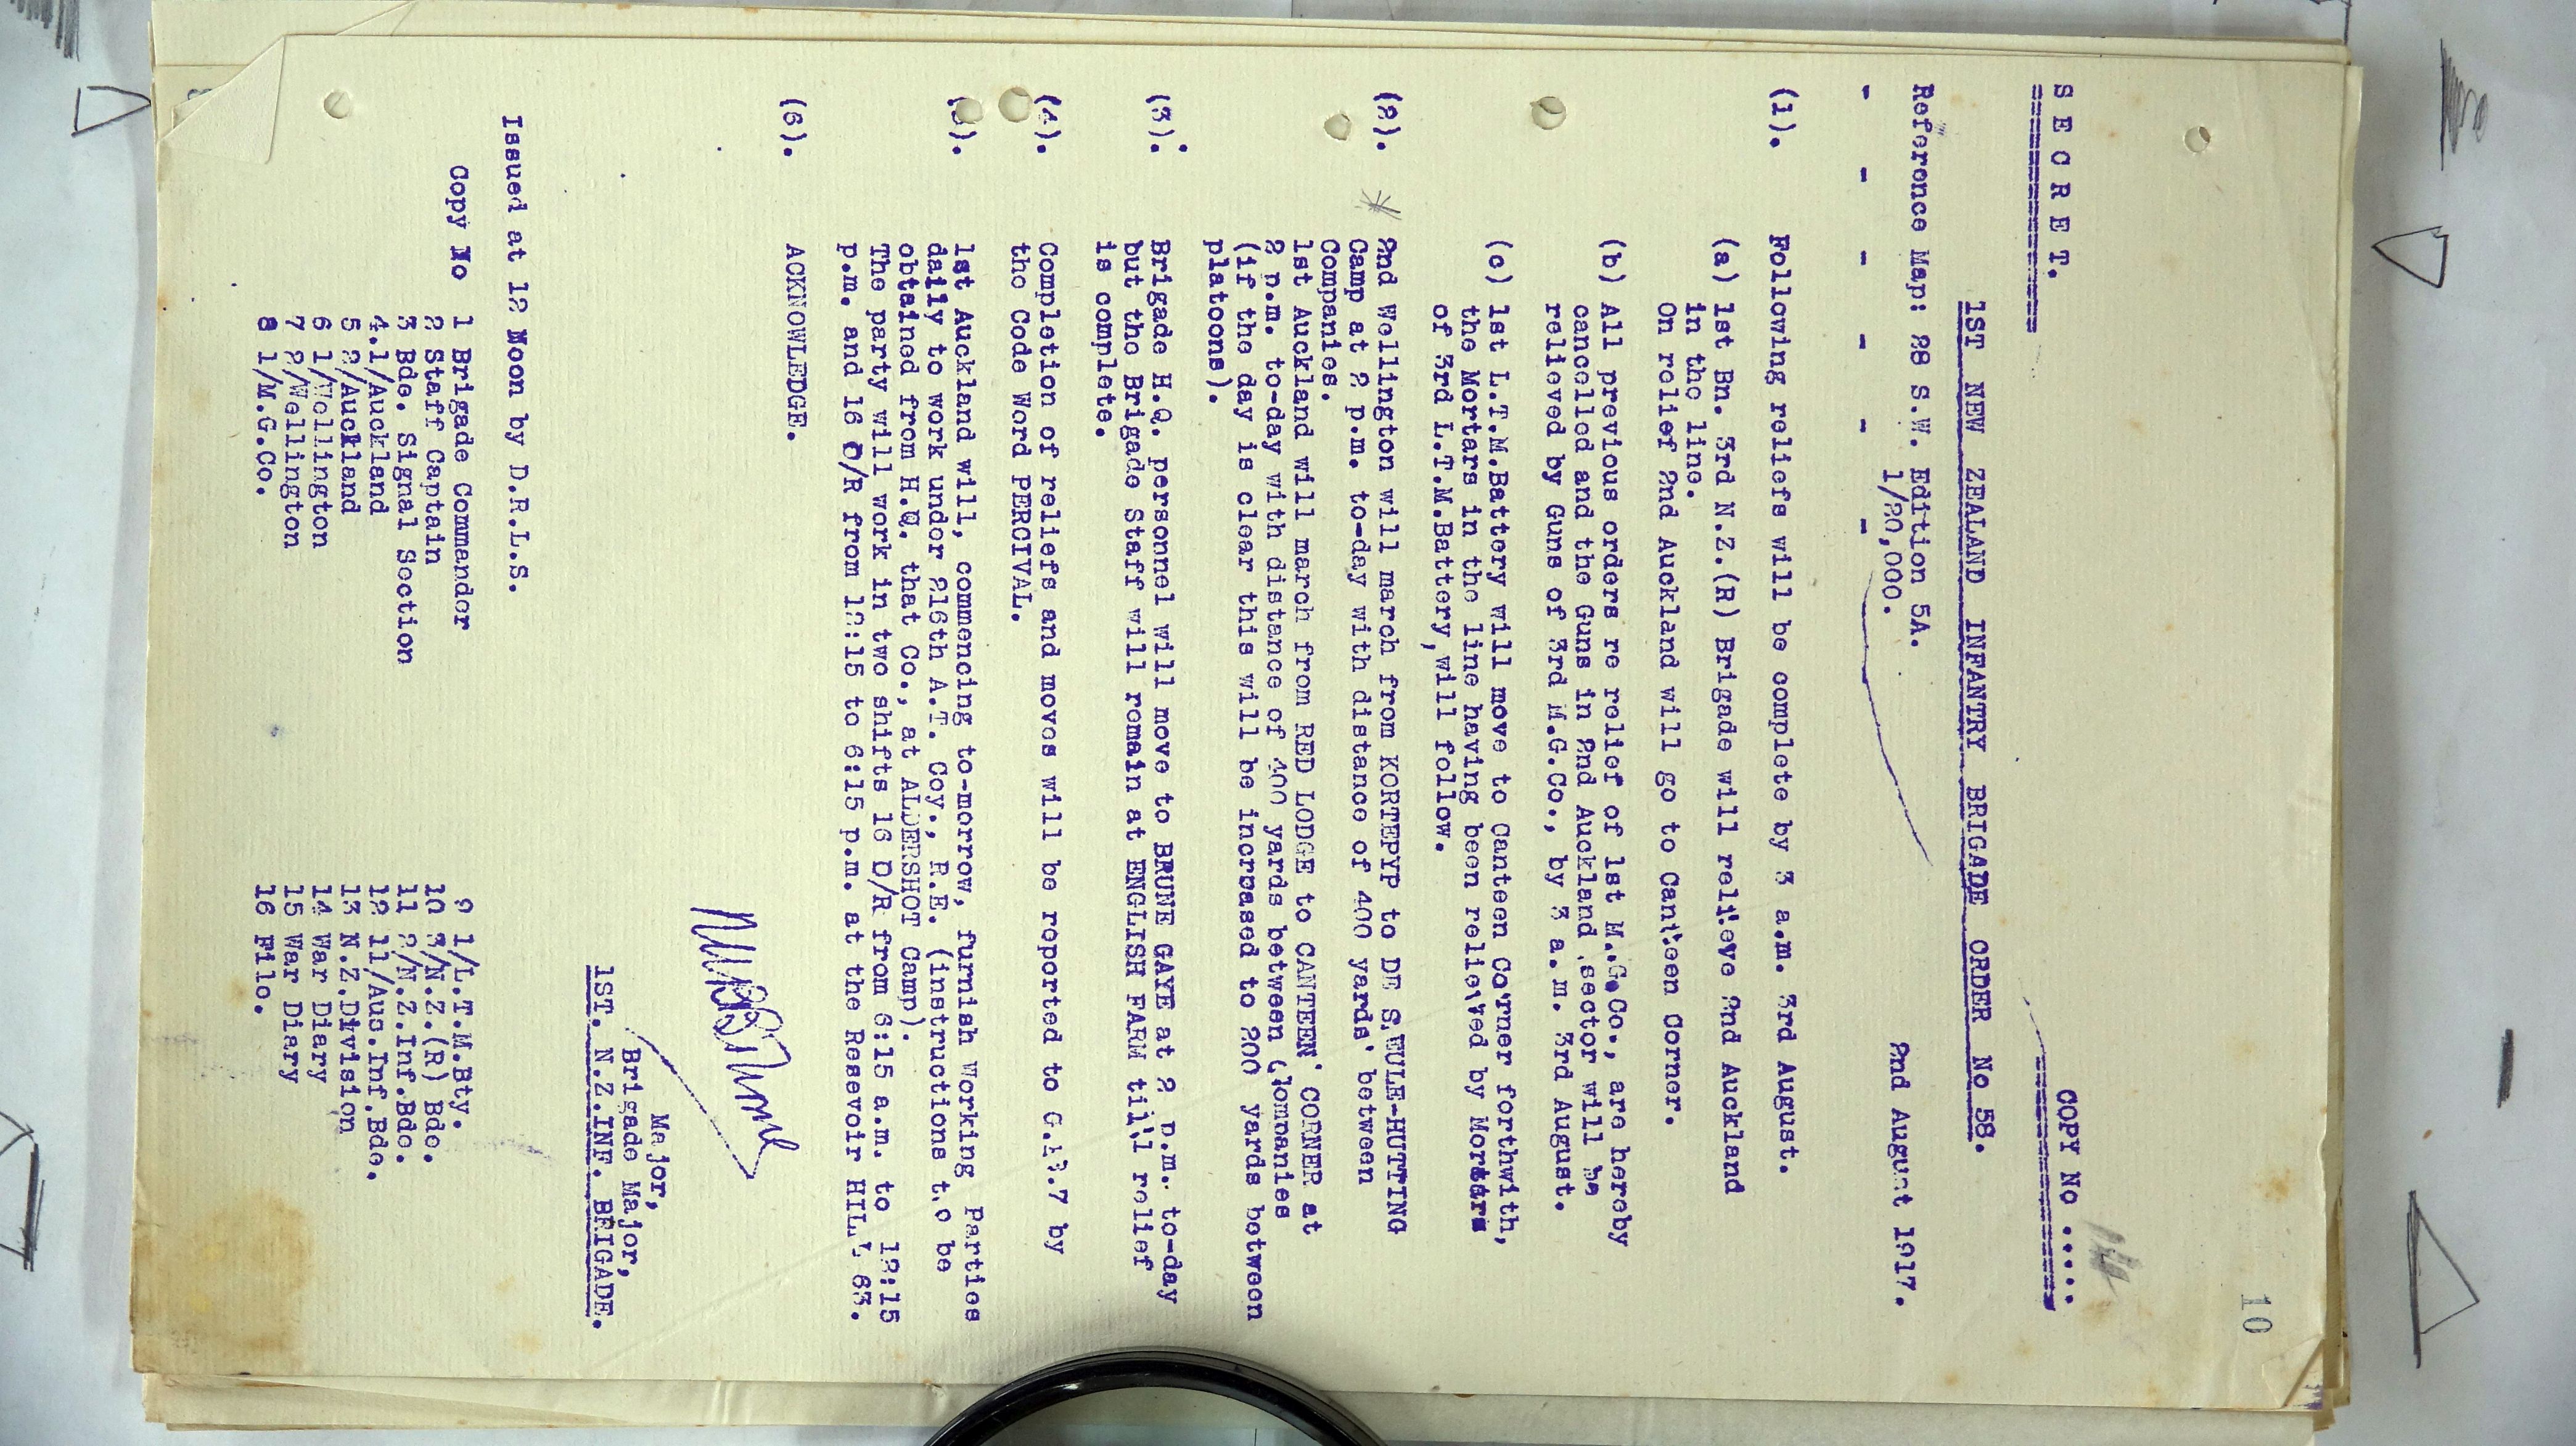 10
S E C R E T.
COPY No .....
1ST NEW ZEALAND INFANTRY BRIGADE ORDER No 58.
2nd August 1917.
Reference Map: 28 S.W. Edition 5A.
1/20,000.
- - - - - -
(1). Following reliefs will be complete by 3 a.m. 3rd August.
(a) 1st Bn. 3rd N.Z.(R) Brigade will relieve 2nd Auckland
in the line.
On relief 2nd Auckland will go to Canteen Corner.
(b) All previous orders re relief of 1st M.G.Co., are hereby
cancelled and the Guns in 2nd Auckland sector will be
relieved by Guns of 3rd M.G.Co., by 3 a.m. 3rd August.
(c) 1st L.T.M.Battery will move to Canteen Corner forthwith,
the Mortars in the line having been relieved by Mortars
of 3rd L.T.M.Battery, will follow.
(2). * 2nd Wellington will march from KORTEPYP to DE SEULE-HUTTING
Camp at 2 p.m. to-day with distance of 400 yards' between
Companies.
1st Auckland will march from RED LODGE to CANTEEN CORNER at
2 p.m. to-day with distance of 400 yards between Companies
(if the day is clear this will be increased to 200 yards between
platoons).
(3). Brigade H.Q. personnel will move to BRUNE GAYE at 2 p.m. to-day
but the Brigade Staff will remain at ENGLISH FARM till relief
is complete.
(4). Completion of reliefs and moves will be reported to G.17.7 by
the Code Word PERCIVAL.
(5). 1st Auckland will, commencing to-morrow, furnish working parties
daily to work under 216th A.T. Coy., R.E. (instructions to be
obtained from H.Q. that Co., at ALDERSHOT Camp).
The party will work in two shifts 16 O/R from 6:15 a.m. to 12:15
p.m. and 16 O/R from 12:15 to 6:15 p.m. at the Resevoir HILL 63.
(6). ACKNOWLEDGE.
Major,
Brigade Major,
1ST. N.Z.INF. BRIGADE.
Issued at 12 Noon by D.R.L.S.
Copy No 1 Brigade Commander
2 Staff Captain
3 Bde. Signal Section
4.1/Auckland
5 2/Auckland
6 1/Wellington
7 2/Wellington
8 1/M.G.Co.
9 1/L.T.M.Bty.
10 3/N.Z.(R) Bde.
11 2/N.Z.Inf.Bde.
12 11/Aus.Inf.Bde.
13 N.Z.Division
14 War Diary
15 War Diary
16 File.